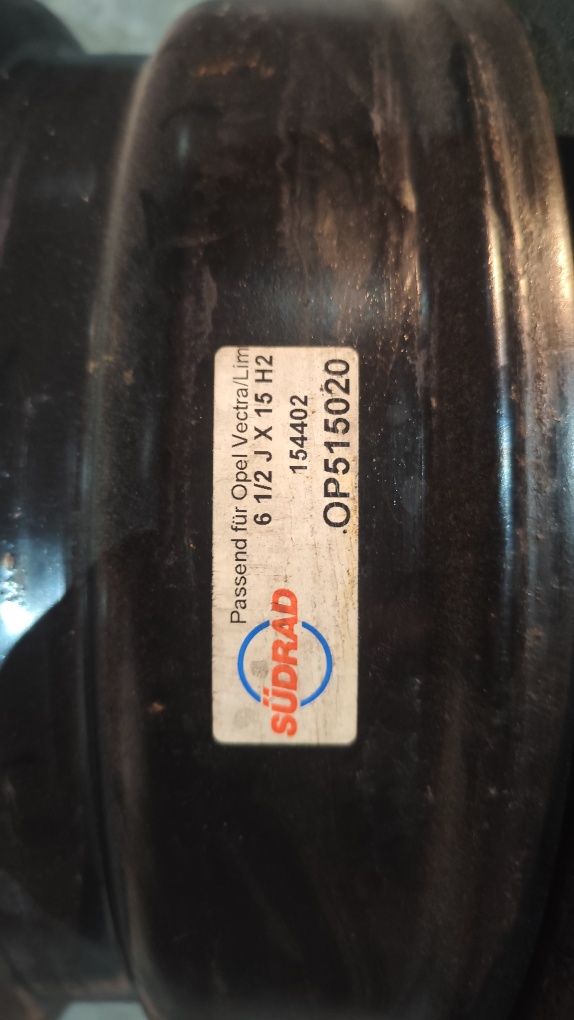 Passend für Opel Vectra/Lim
6 1/2 J X 15 H2
154402
.OP515020
SÜDRAD